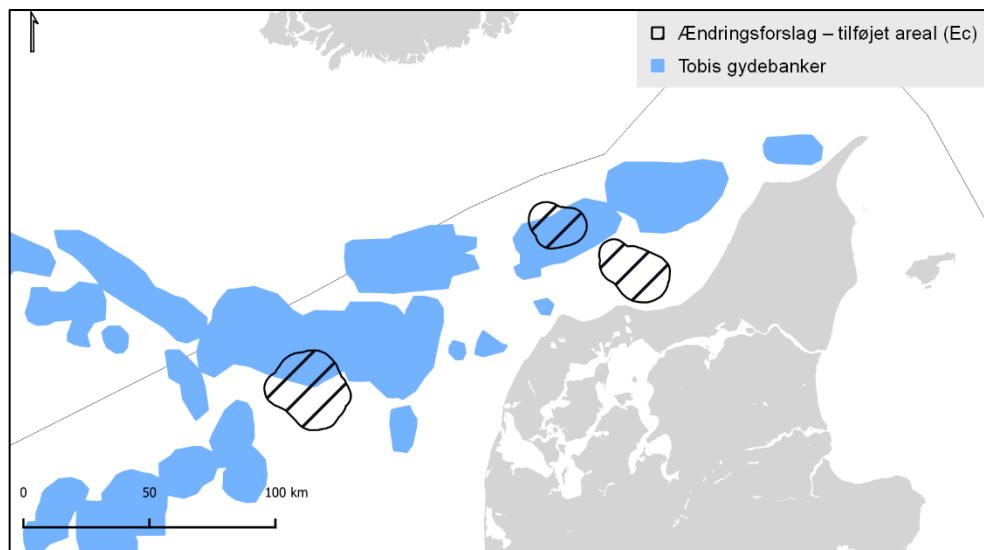 Ændringsforslag – tilføjet areal (Ec)
Tobis gydebanker
0 50 100 km